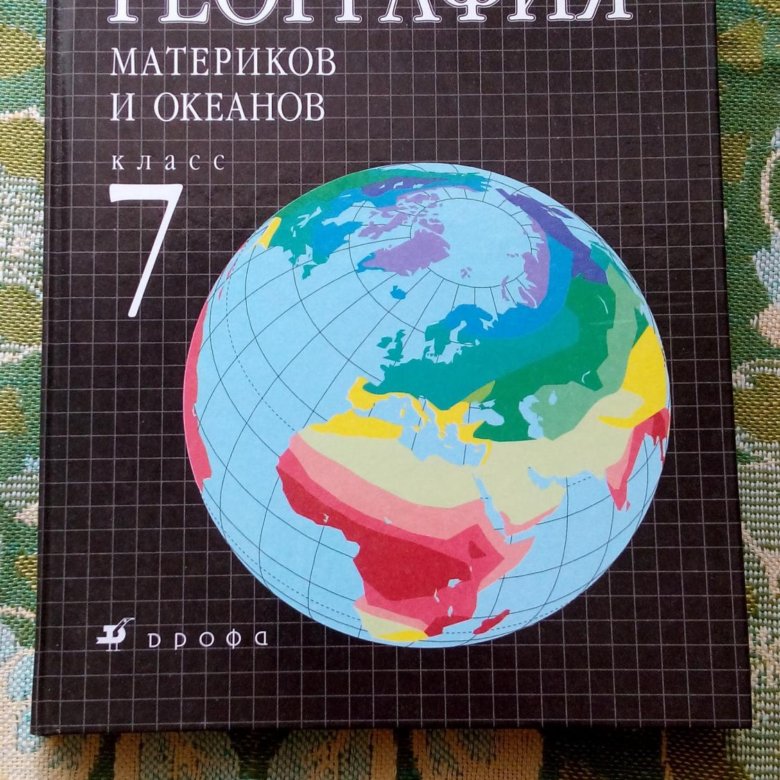 ГЕОГРАФИЯ
МАТЕРИКОВ
И ОКЕАНОВ
класс
7
дрофа